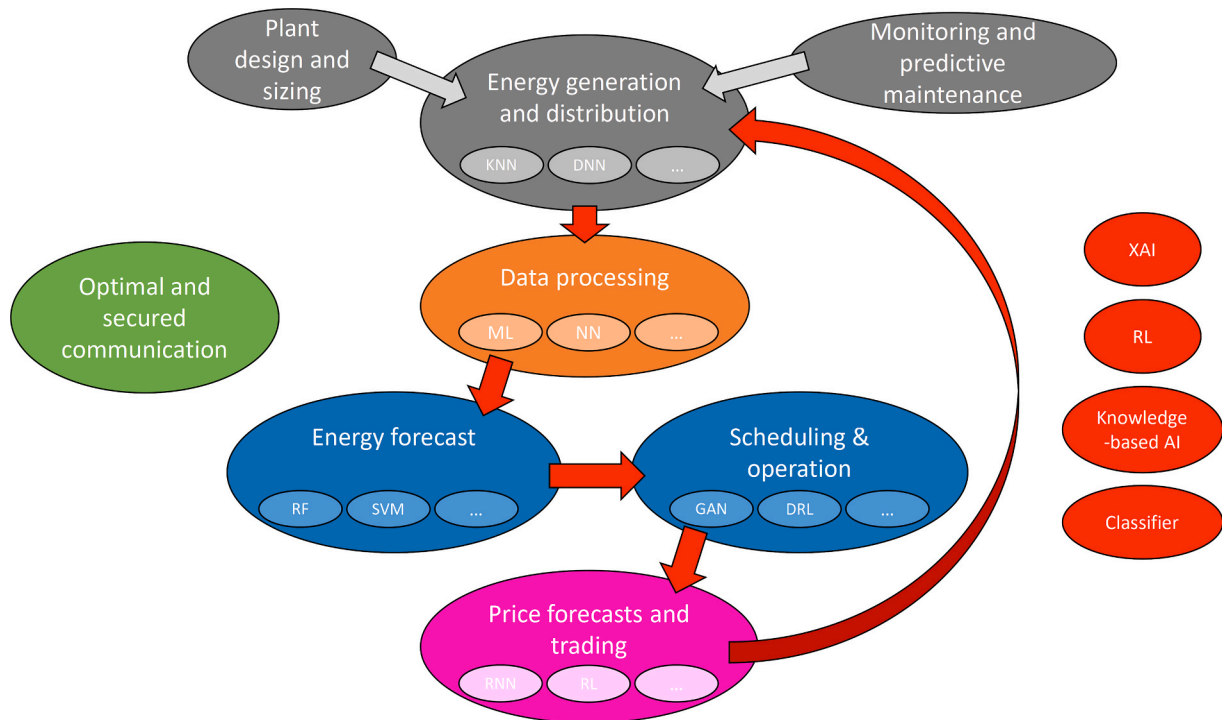 Plant
design and
sizing
Energy generation
and distribution
KNN
DNN
...
Monitoring and
predictive
maintenance
Optimal and
secured
communication
Data processing
ML
NN
...
Energy forecast
RF
SVM
...
Scheduling &
operation
GAN
DRL
...
Price forecasts and
trading
RNN
RL
...
XAI
RL
Knowledge
-based AI
Classifier